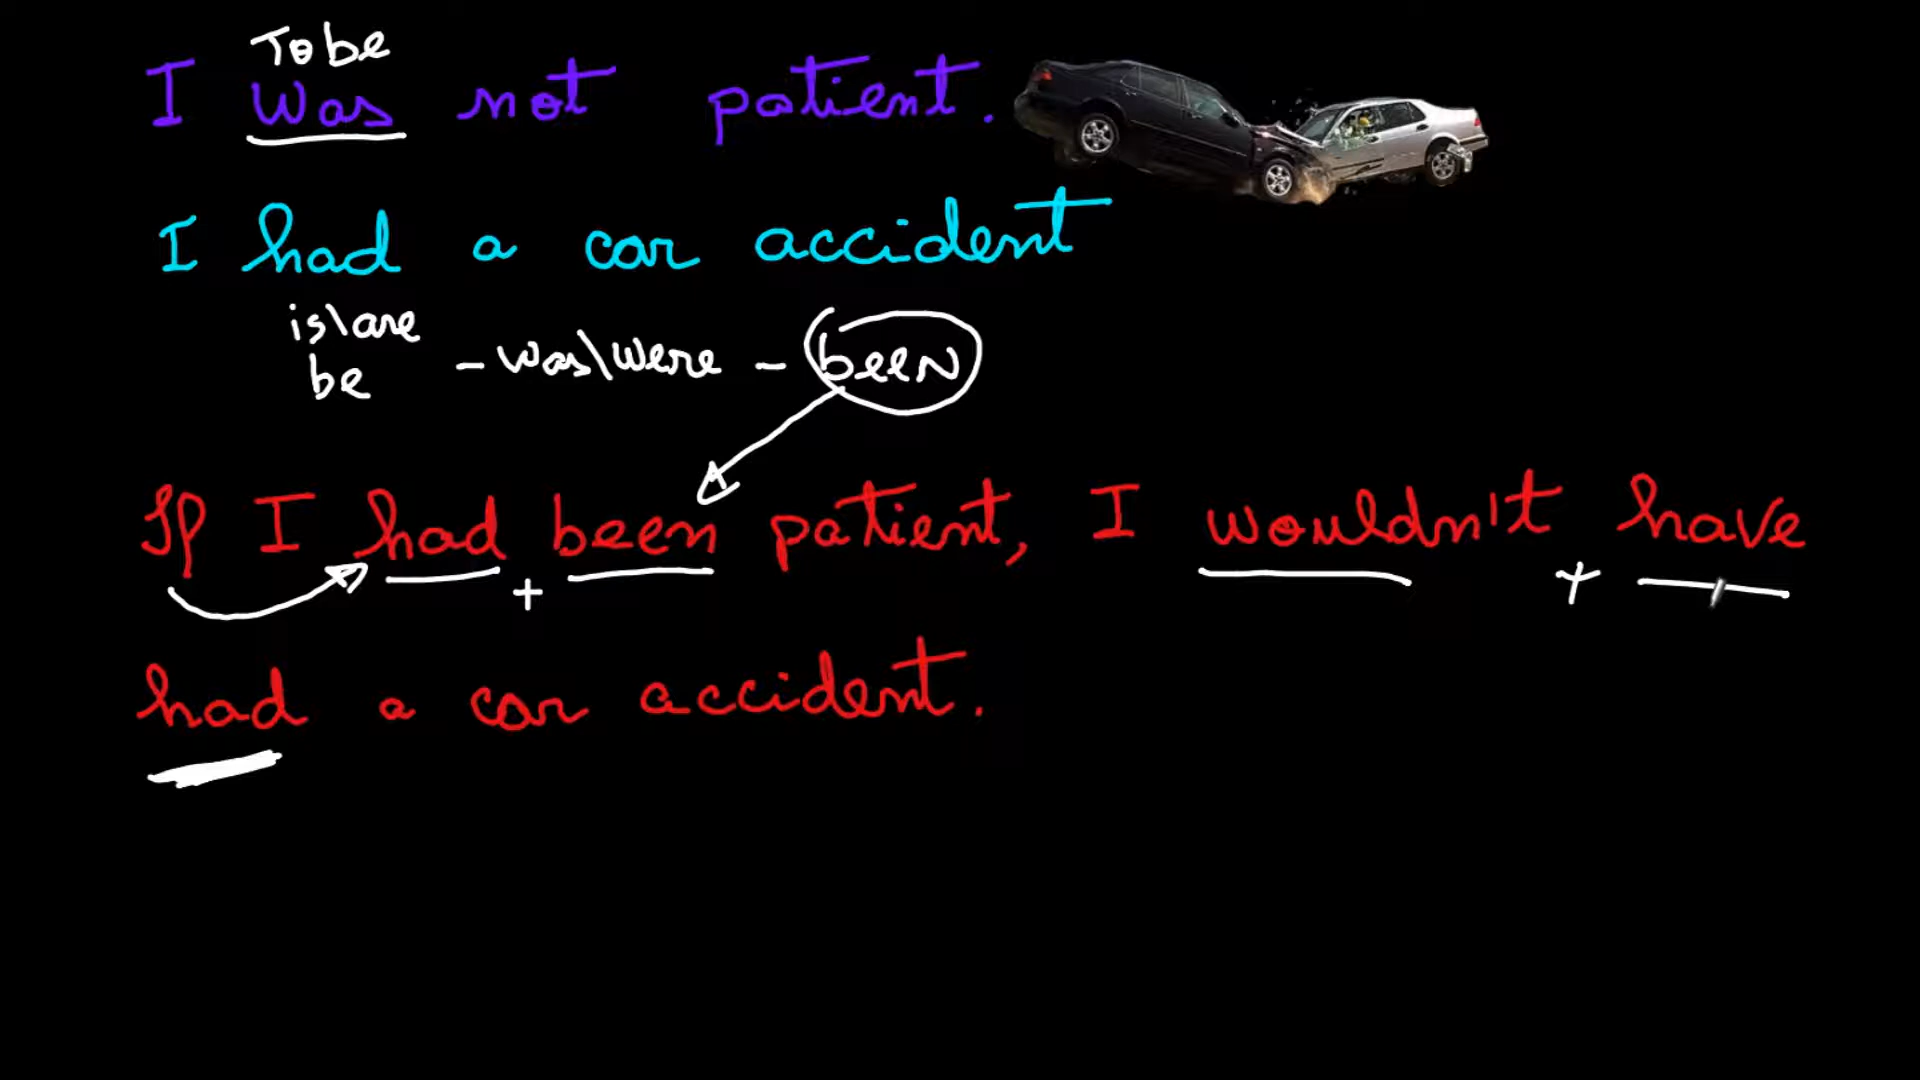 To be
I was not patient.
I had a car accident
is\are
be - was\were - been
If I had been patient, I wouldn't have
+ +
had a car accident.